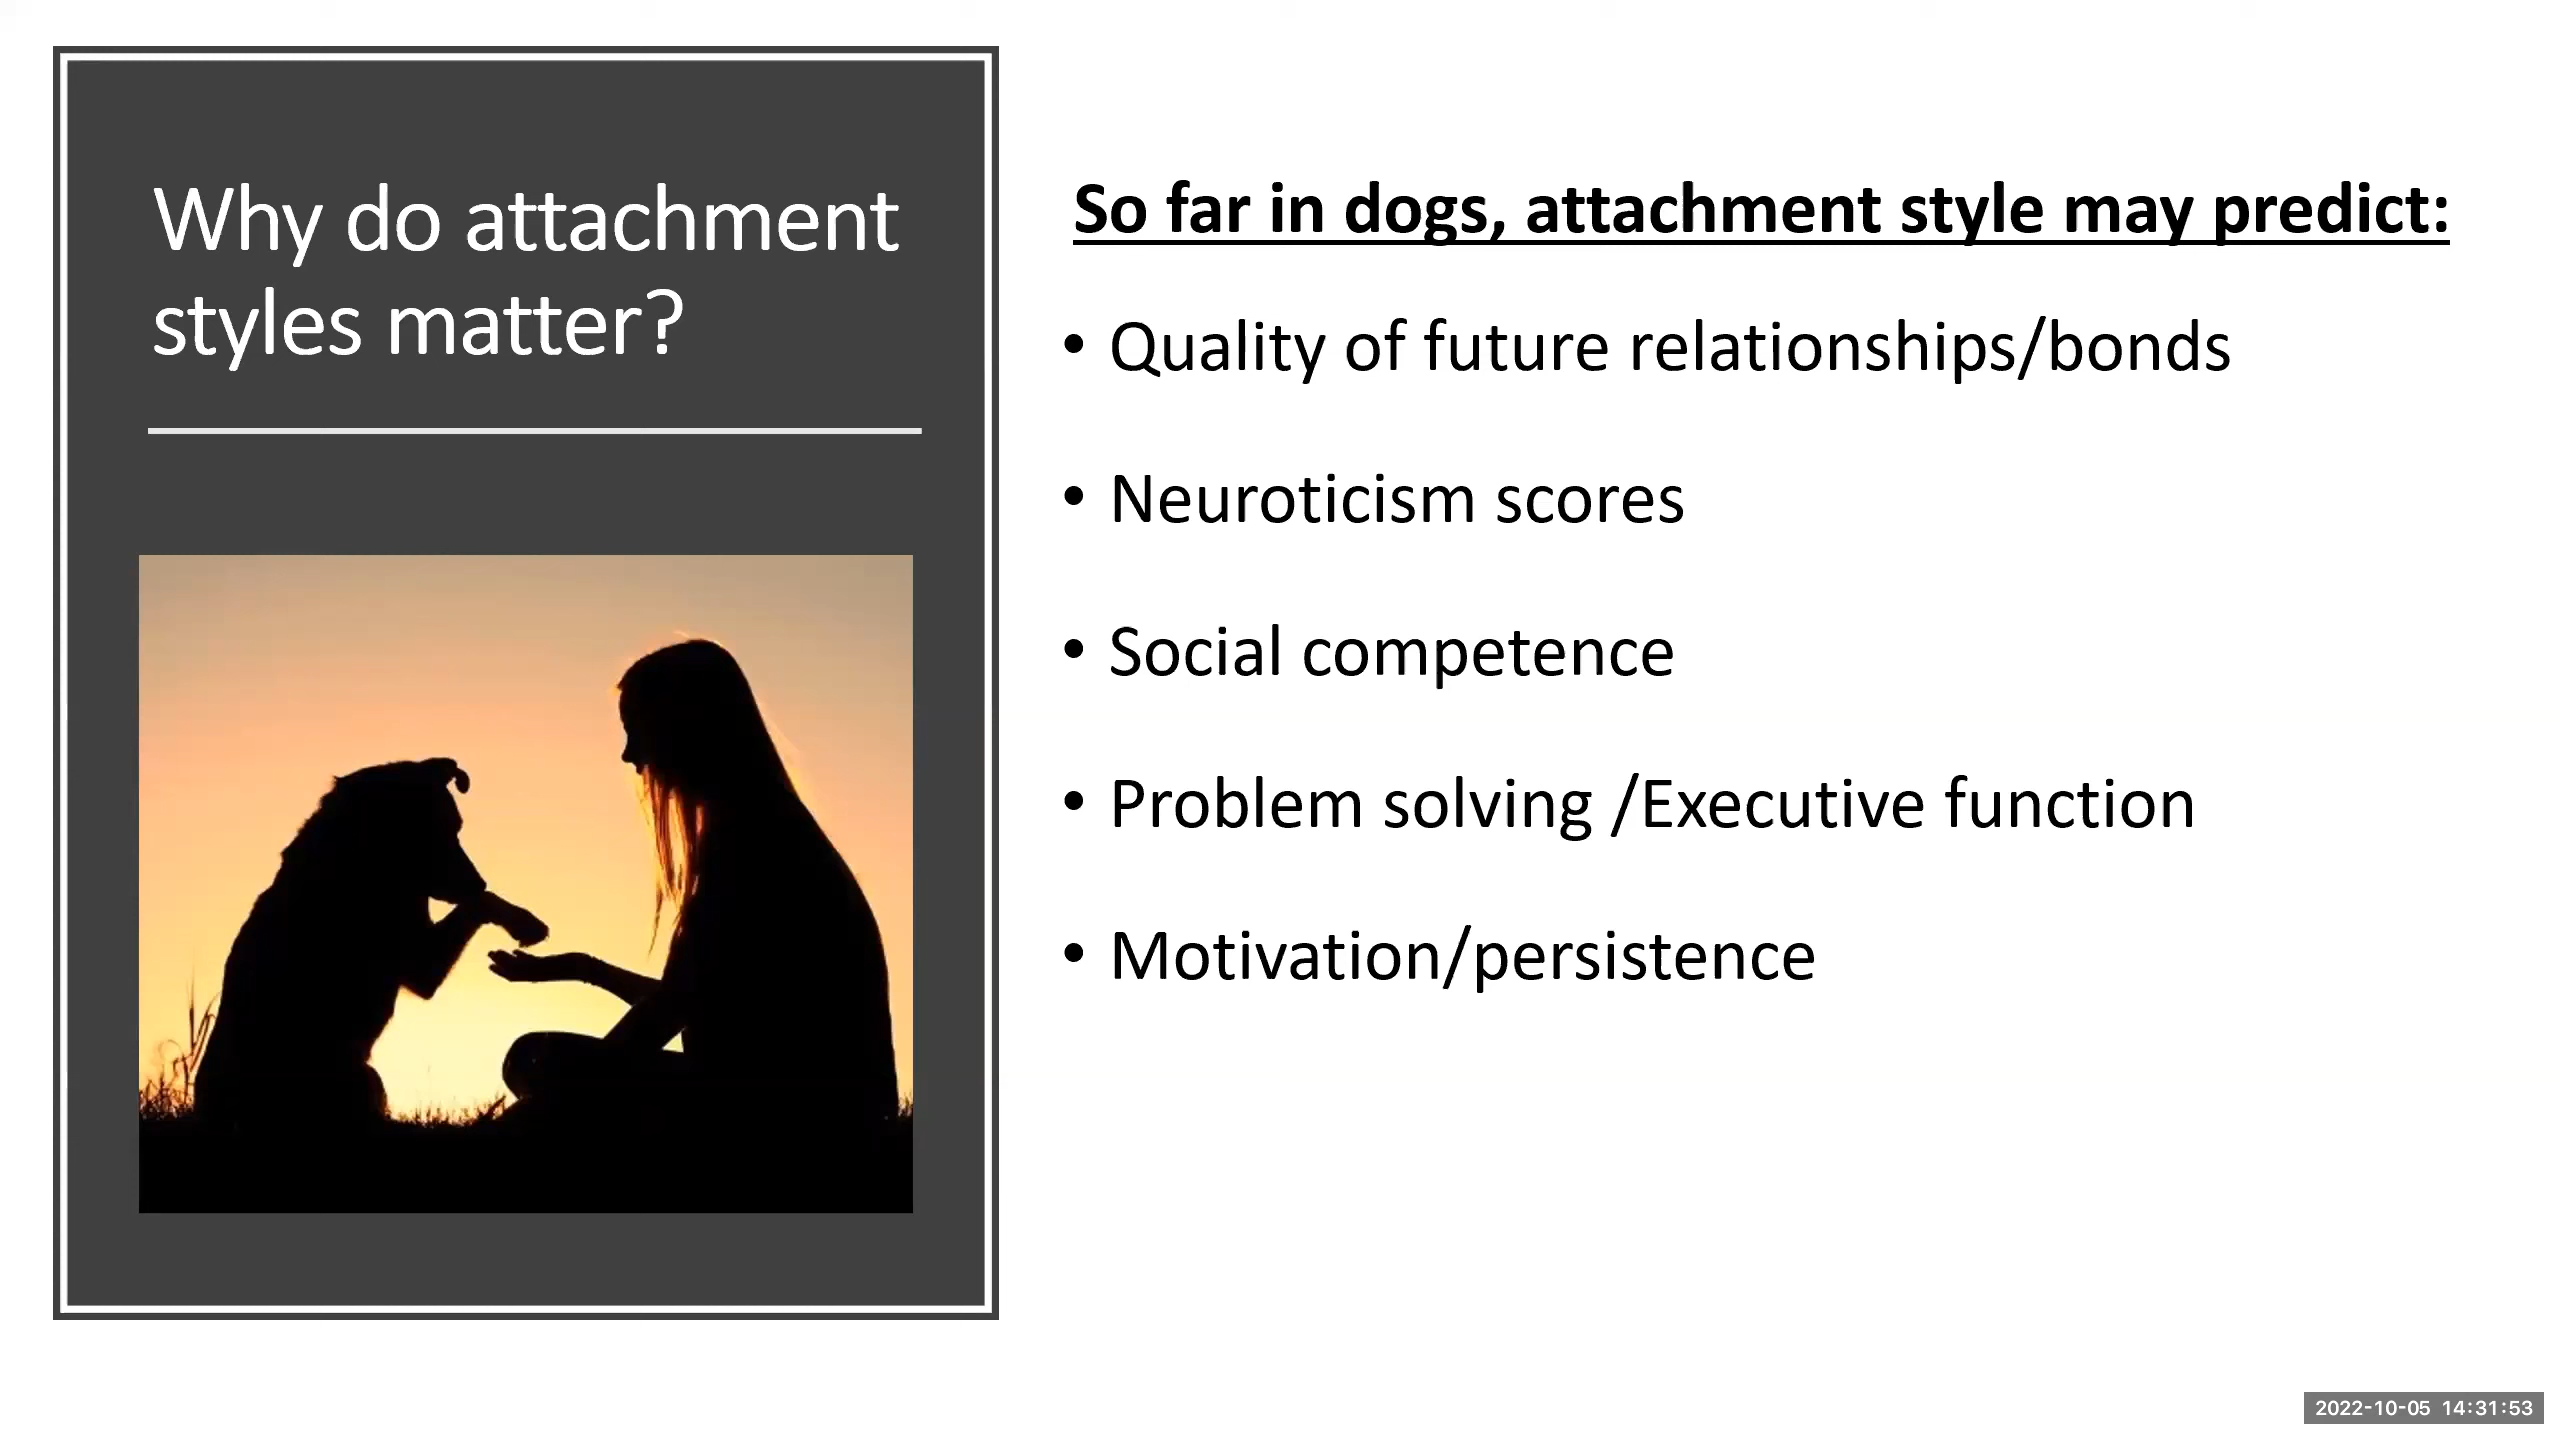 Why do attachment
styles matter?
So far in dogs, attachment style may predict:
• Quality of future relationships/bonds
• Neuroticism scores
• Social competence
• Problem solving /Executive function
• Motivation/persistence
2022-10-05 14:31:53